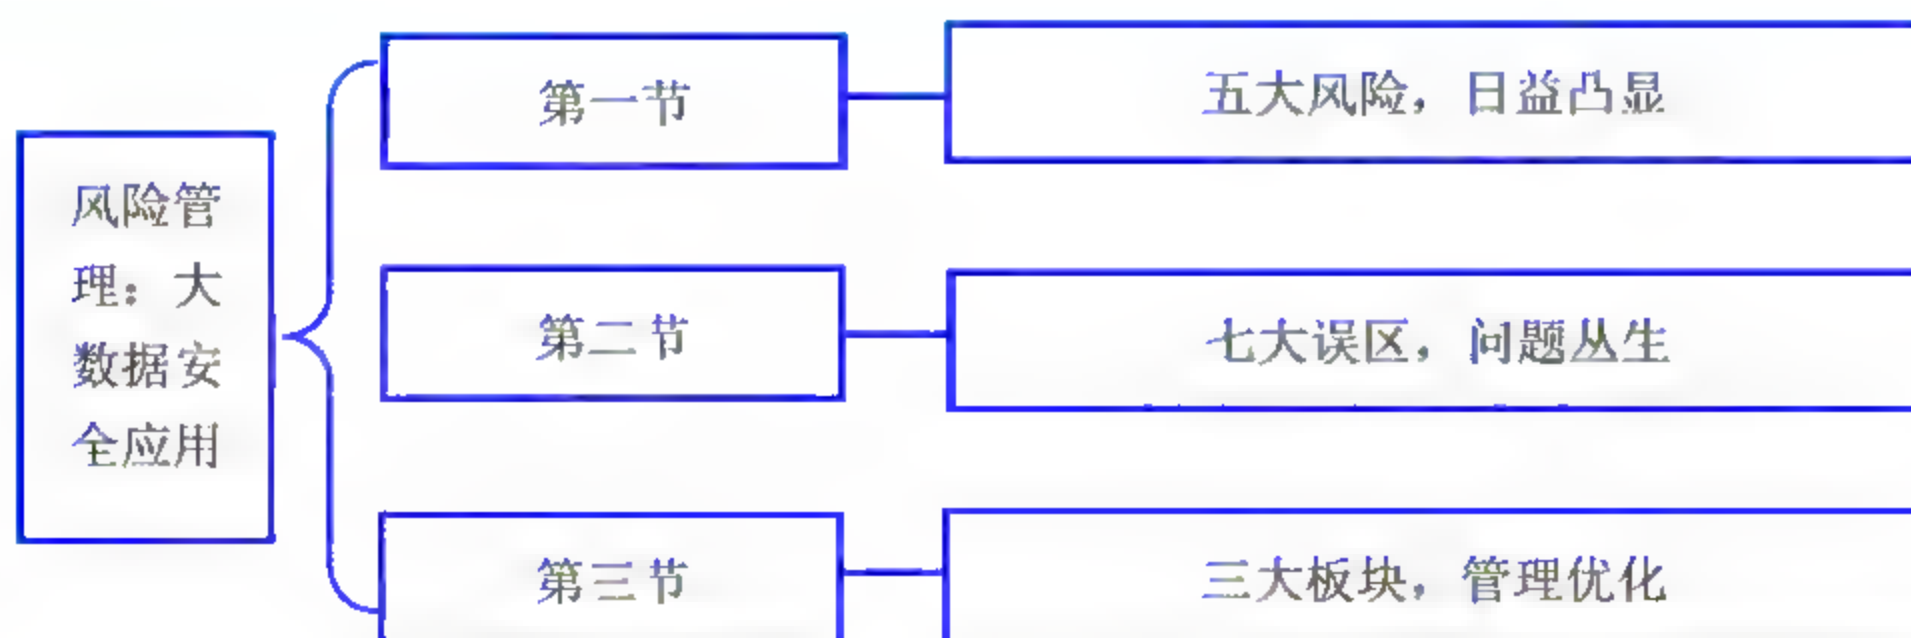 风险管
理：大
数据安
全应用
第一节
五大风险，日益凸显
第二节
七大误区，问题丛生
第三节
三大板块，管理优化